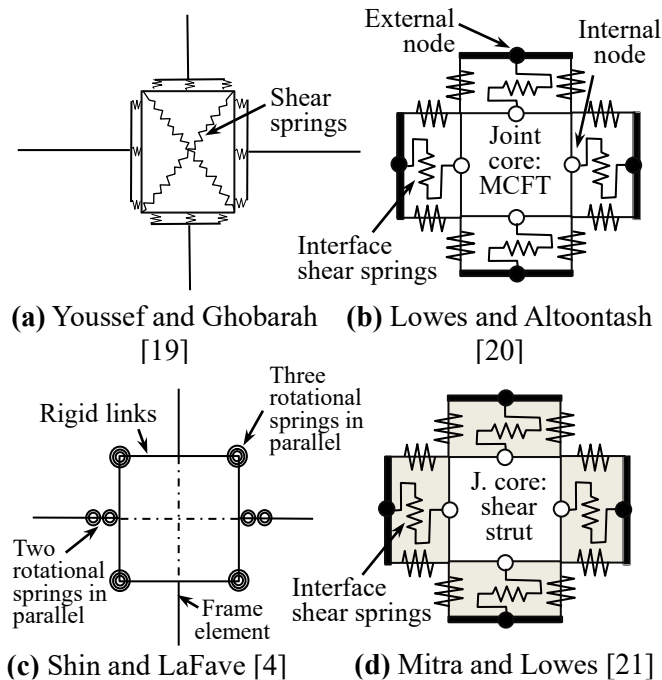 Shear
springs
External
node
Internal
node
Joint
core:
MCFT
Interface
shear springs
(a) Youssef and Ghobarah
[19]
(b) Lowes and Altoontash
[20]
Rigid links
Three
rotational
springs in
parallel
Two
rotational
springs in
parallel
Frame
element
J. core:
shear
strut
Interface
shear springs
(c) Shin and LaFave [4]
(d) Mitra and Lowes [21]